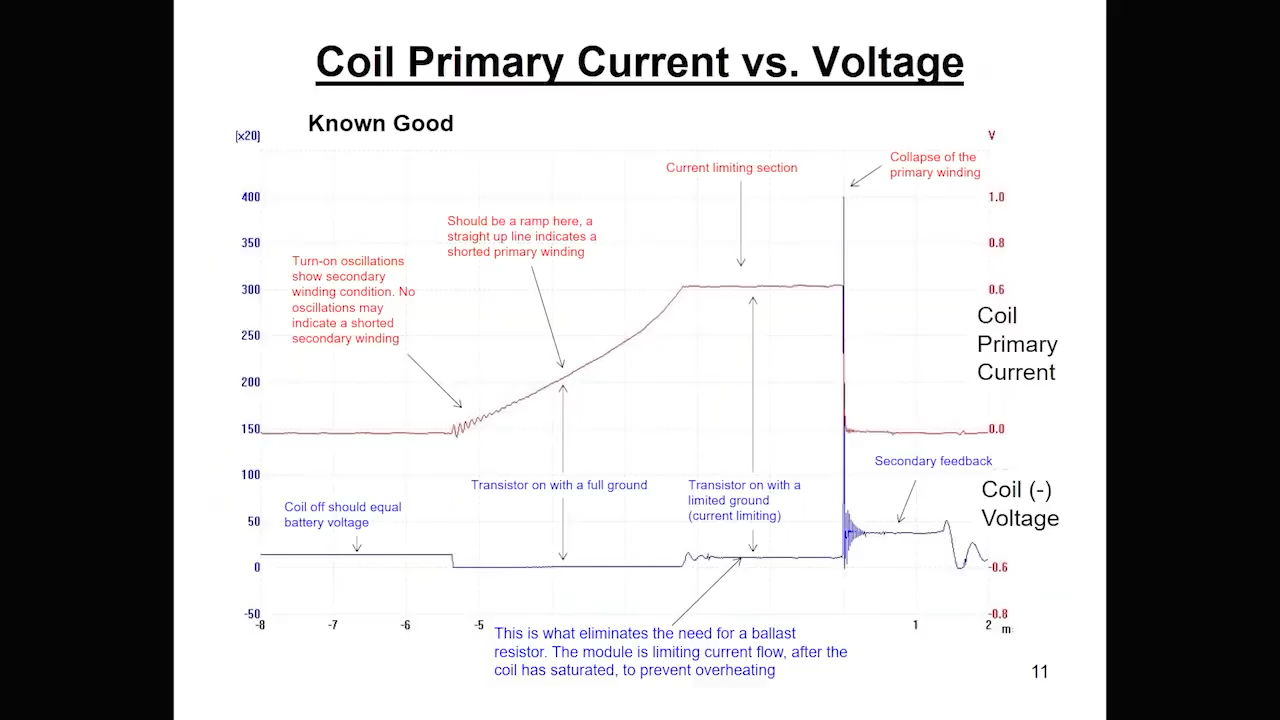 Coil Primary Current vs. Voltage
Known Good
[x20]
V
Collapse of the
primary winding
Current limiting section
400
1.0
Should be a ramp here, a
straight up line indicates a
shorted primary winding
350
0.8
Turn-on oscillations
show secondary
winding condition. No
oscillations may
indicate a shorted
secondary winding
300
0.6
250
Coil
Primary
Current
200
150
0.0
100
Secondary feedback
Transistor on with a full ground
Transistor on with a
limited ground
(current limiting)
Coil (-)
Voltage
Coil off should equal
battery voltage
50
0
-0.6
-50
-0.8
-8
-7
-6
-5
1
2
m:
This is what eliminates the need for a ballast
resistor. The module is limiting current flow, after the
coil has saturated, to prevent overheating
11